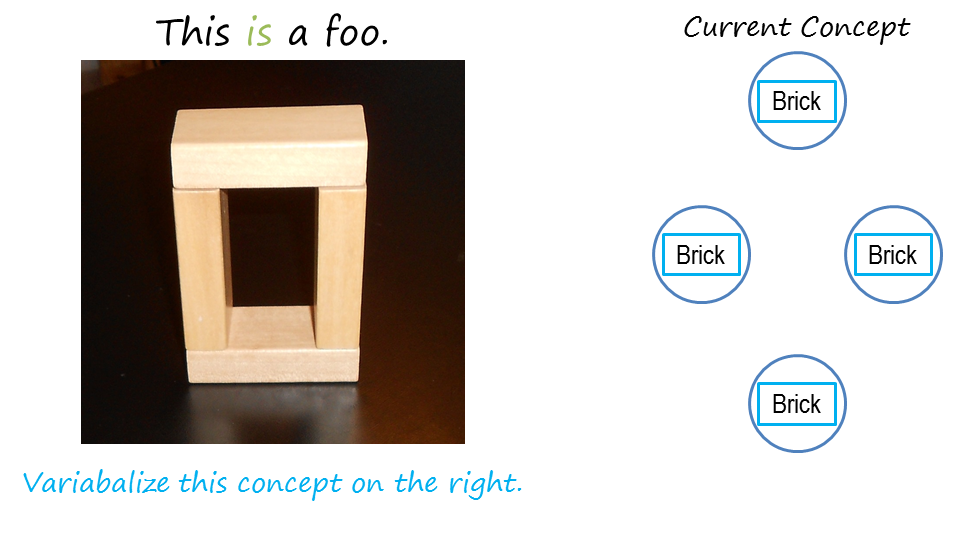 This is a foo.
Current Concept
Brick
Brick
Brick
Brick
Variabalize this concept on the right.